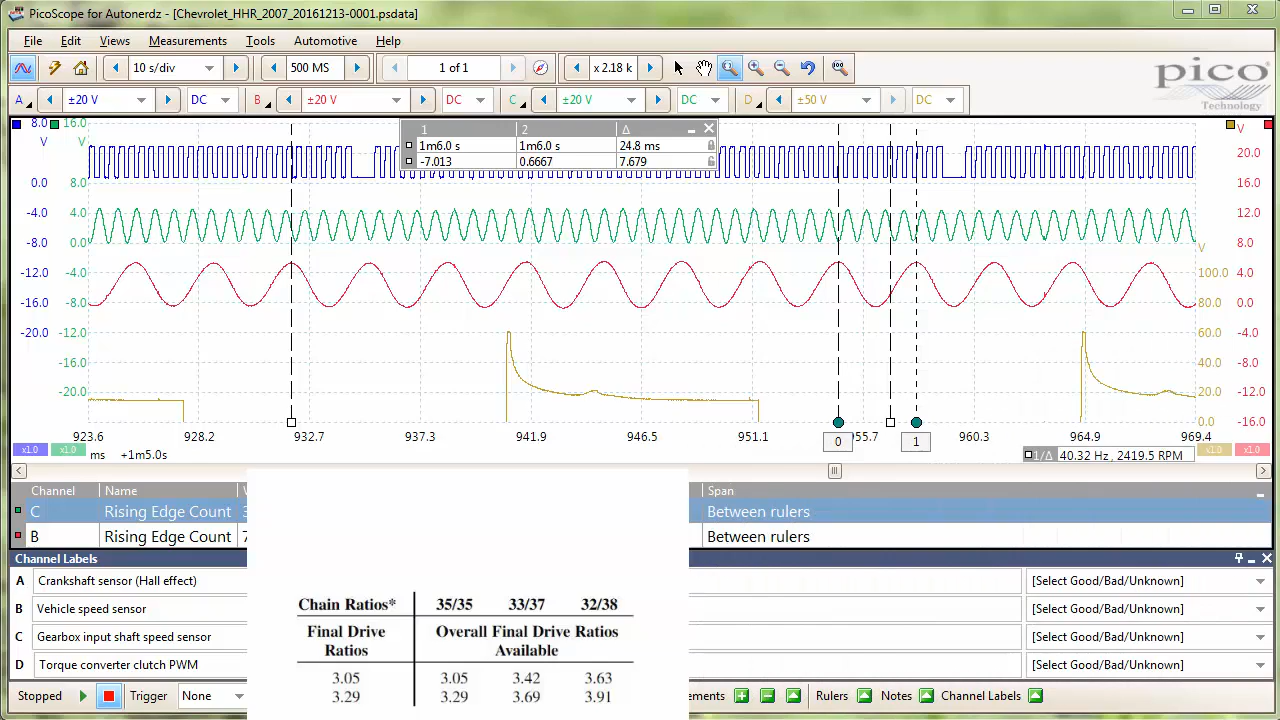 PicoScope for Autonerdz - [Chevrolet_HHR_2007_20161213-0001.psdata]
File Edit Views Measurements Tools Automotive Help
10 s/div 500 MS 1 of 1 x 2.18 k
pico
Technology
A ±20 V DC B ±20 V DC C ±20 V DC D ±50 V DC
8.0 16.0 1 2 Δ V
V V 1m6.0 s 1m6.0 s 24.8 ms 20.0
-7.013 0.6667 7.679
0.0 8.0 16.0
-4.0 4.0 12.0
-8.0 0.0 V 8.0
-12.0 -4.0 100.0 4.0
-16.0 -8.0 80.0 0.0
-20.0 -12.0 60.0 -4.0
-16.0 40.0 -8.0
-20.0 20.0 -12.0
0.0 -16.0
923.6 928.2 932.7 937.3 941.9 946.5 951.1 0 955.7 1 960.3 964.9 969.4
x1.0 x1.0 ms +1m5.0s 1/Δ 40.32 Hz, 2419.5 RPM x1.0 x1.0
Channel Name Span
C Rising Edge Count Between rulers
B Rising Edge Count 7 Between rulers
Channel Labels
A Crankshaft sensor (Hall effect) [Select Good/Bad/Unknown]
B Vehicle speed sensor [Select Good/Bad/Unknown]
C Gearbox input shaft speed sensor [Select Good/Bad/Unknown]
D Torque converter clutch PWM [Select Good/Bad/Unknown]
Chain Ratios* 35/35 33/37 32/38
Final Drive Overall Final Drive Ratios
Ratios Available
3.05 3.05 3.42 3.63
3.29 3.29 3.69 3.91
Stopped Trigger None Rulers Notes Channel Labels